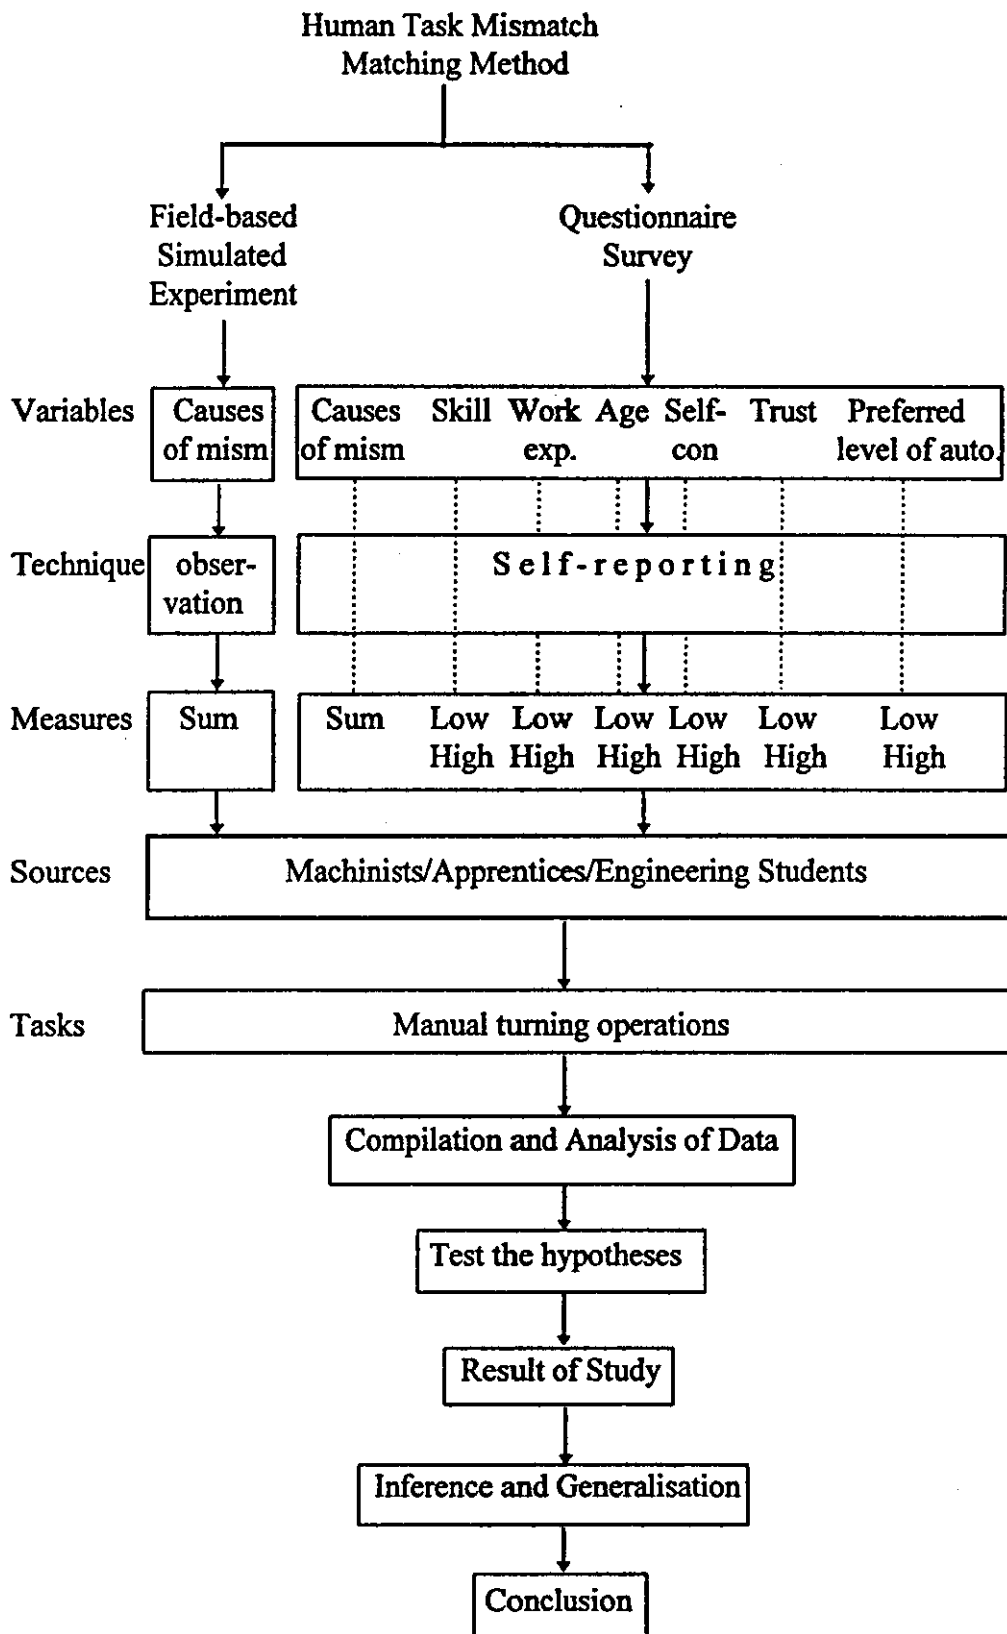 Human Task Mismatch
Matching Method
Field-based
Simulated
Experiment
Questionnaire
Survey
Variables
Causes
of mism
Causes Skill Work Age Self- Trust Preferred
of mism exp. con level of auto.
Technique
obser-
vation
Self-reporting
Measures
Sum
Sum Low Low Low Low Low Low
High High High High High High
Sources
Machinists/Apprentices/Engineering Students
Tasks
Manual turning operations
Compilation and Analysis of Data
Test the hypotheses
Result of Study
Inference and Generalisation
Conclusion